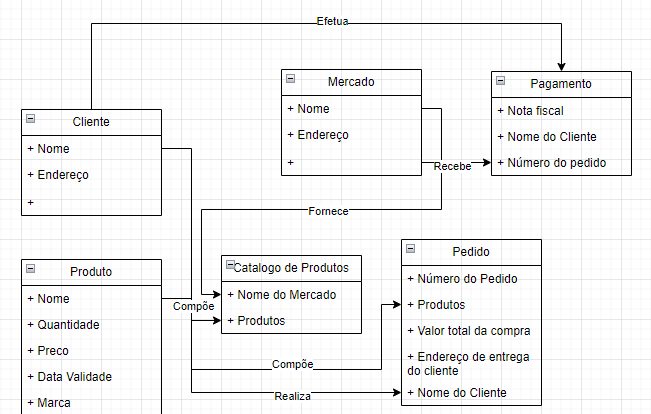 Efetua
Mercado
+ Nome
+ Endereço
+
Pagamento
+ Nota fiscal
+ Nome do Cliente
+ Número do pedido
Cliente
+ Nome
+ Endereço
+
Recebe
Fornece
Produto
+ Nome
+ Quantidade
+ Preco
+ Data Validade
+ Marca
Catalogo de Produtos
+ Nome do Mercado
+ Produtos
Pedido
+ Número do Pedido
+ Produtos
+ Valor total da compra
+ Endereço de entrega
do cliente
+ Nome do Cliente
Compõe
Compõe
Realiza